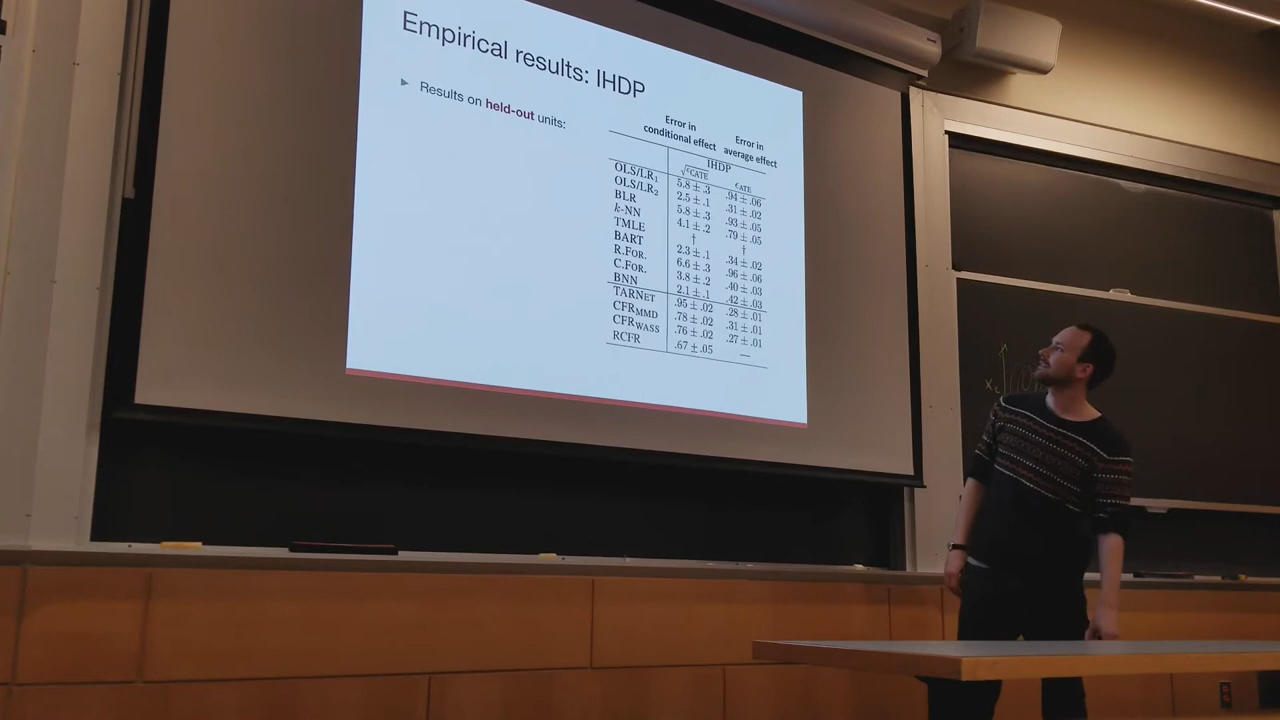 Empirical results: IHDP
► Results on held-out units:
Error in conditional effect
Error in average effect
IHDP
√ϵCATE ϵATE
OLS/LR₁ 5.8 ± .3 .94 ± .06
OLS/LR₂ 2.5 ± .1 .31 ± .02
BLR 5.8 ± .3 .93 ± .05
k-NN 4.1 ± .2 .79 ± .05
TMLE † †
BART 2.3 ± .1 .34 ± .02
R.FOR. 6.6 ± .3 .96 ± .06
C.FOR. 3.8 ± .2 .40 ± .03
BNN 2.1 ± .1 .42 ± .03
TARNET .95 ± .02 .28 ± .01
CFRMMD .78 ± .02 .31 ± .01
CFRWASS .76 ± .02 .27 ± .01
RCFR .67 ± .05 —
x₂